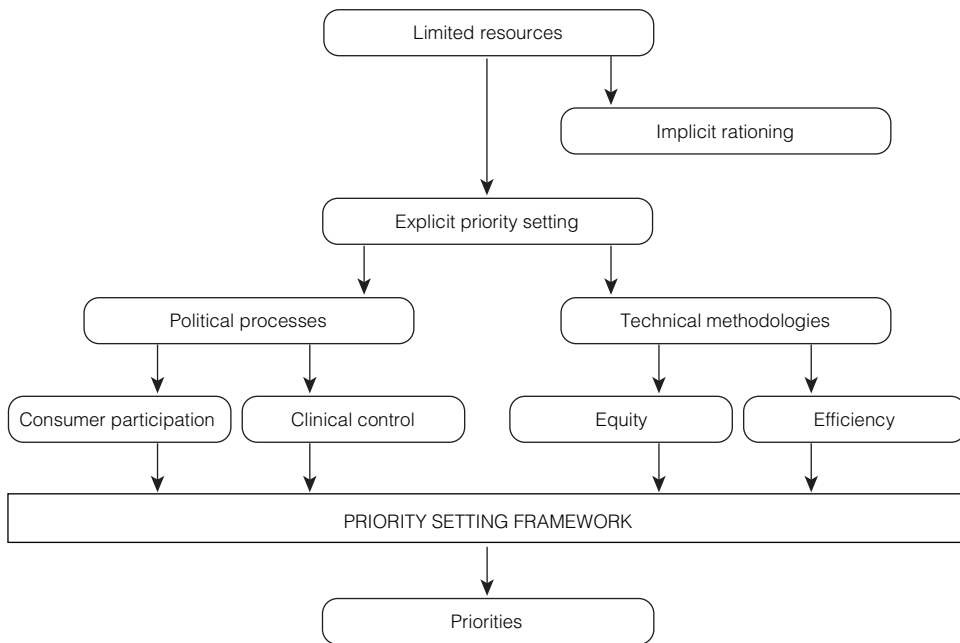 Limited resources
Implicit rationing
Explicit priority setting
Political processes
Technical methodologies
Consumer participation
Clinical control
Equity
Efficiency
PRIORITY SETTING FRAMEWORK
Priorities